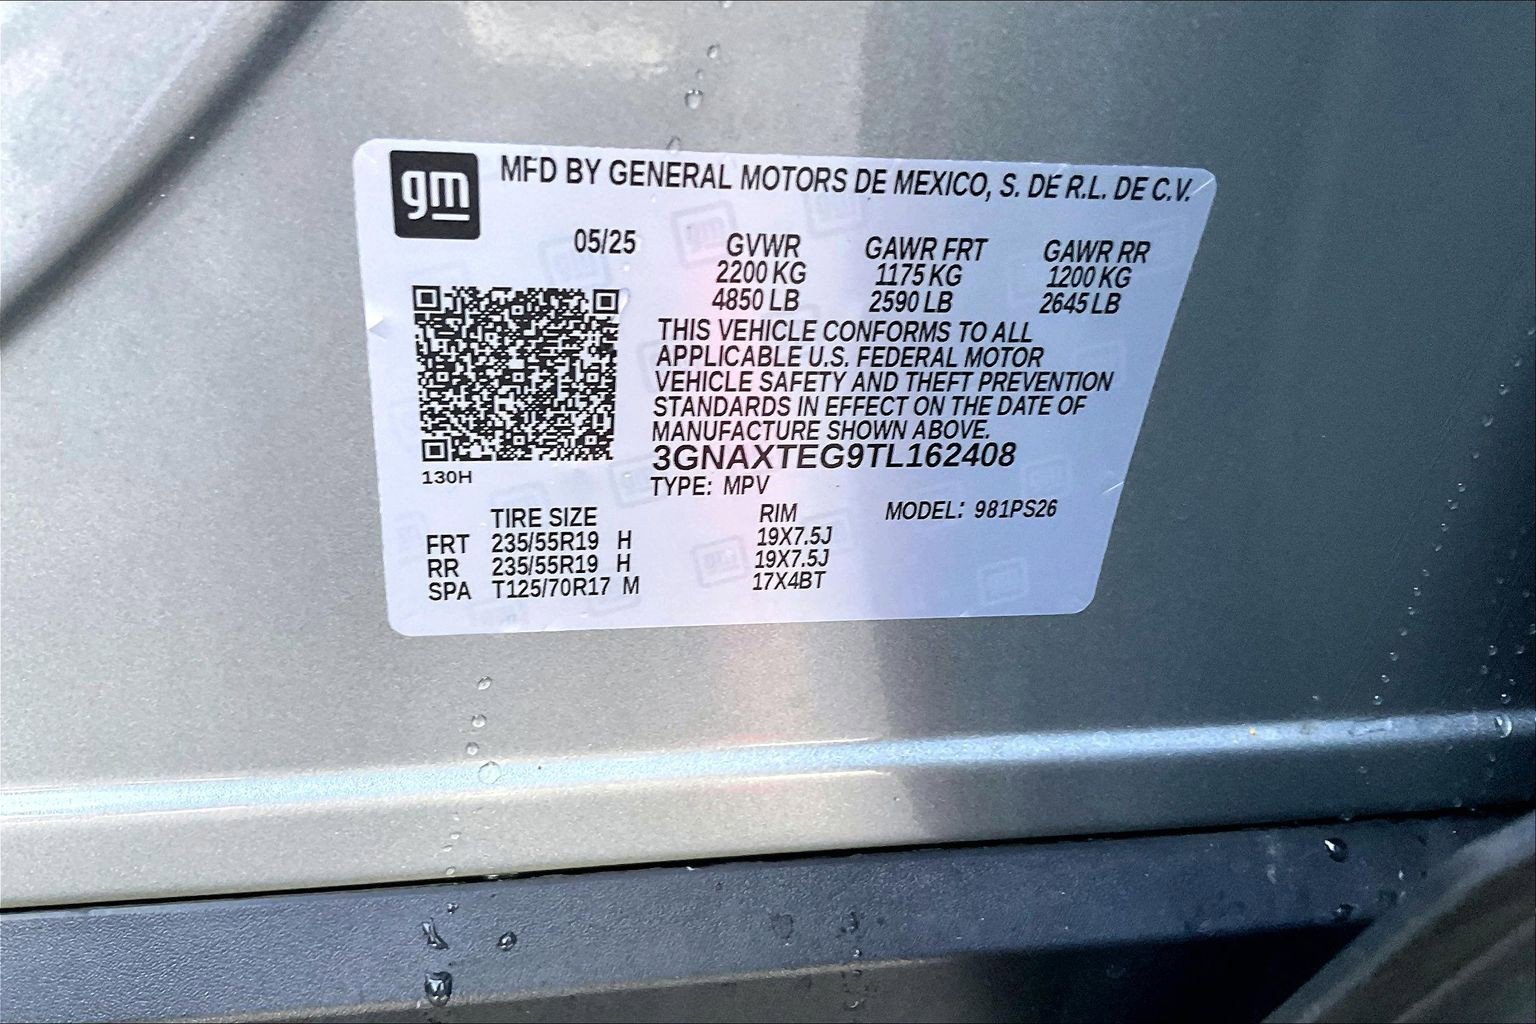 gm
MFD BY GENERAL MOTORS DE MEXICO, S. DE R.L. DE C.V.
05/25 GVWR GAWR FRT GAWR RR
2200 KG 1175 KG 1200 KG
4850 LB 2590 LB 2645 LB
THIS VEHICLE CONFORMS TO ALL
APPLICABLE U.S. FEDERAL MOTOR
VEHICLE SAFETY AND THEFT PREVENTION
STANDARDS IN EFFECT ON THE DATE OF
MANUFACTURE SHOWN ABOVE.
3GNAXTEG9TL162408
130H
TYPE: MPV
TIRE SIZE RIM MODEL: 981PS26
FRT 235/55R19 H 19X7.5J
RR 235/55R19 H 19X7.5J
SPA T125/70R17 M 17X4BT